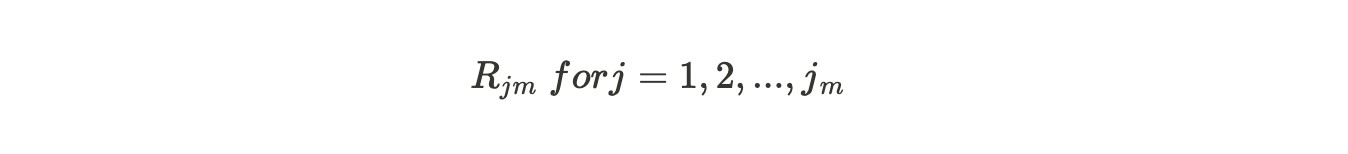 R_{jm} forj = 1, 2, ..., j_m